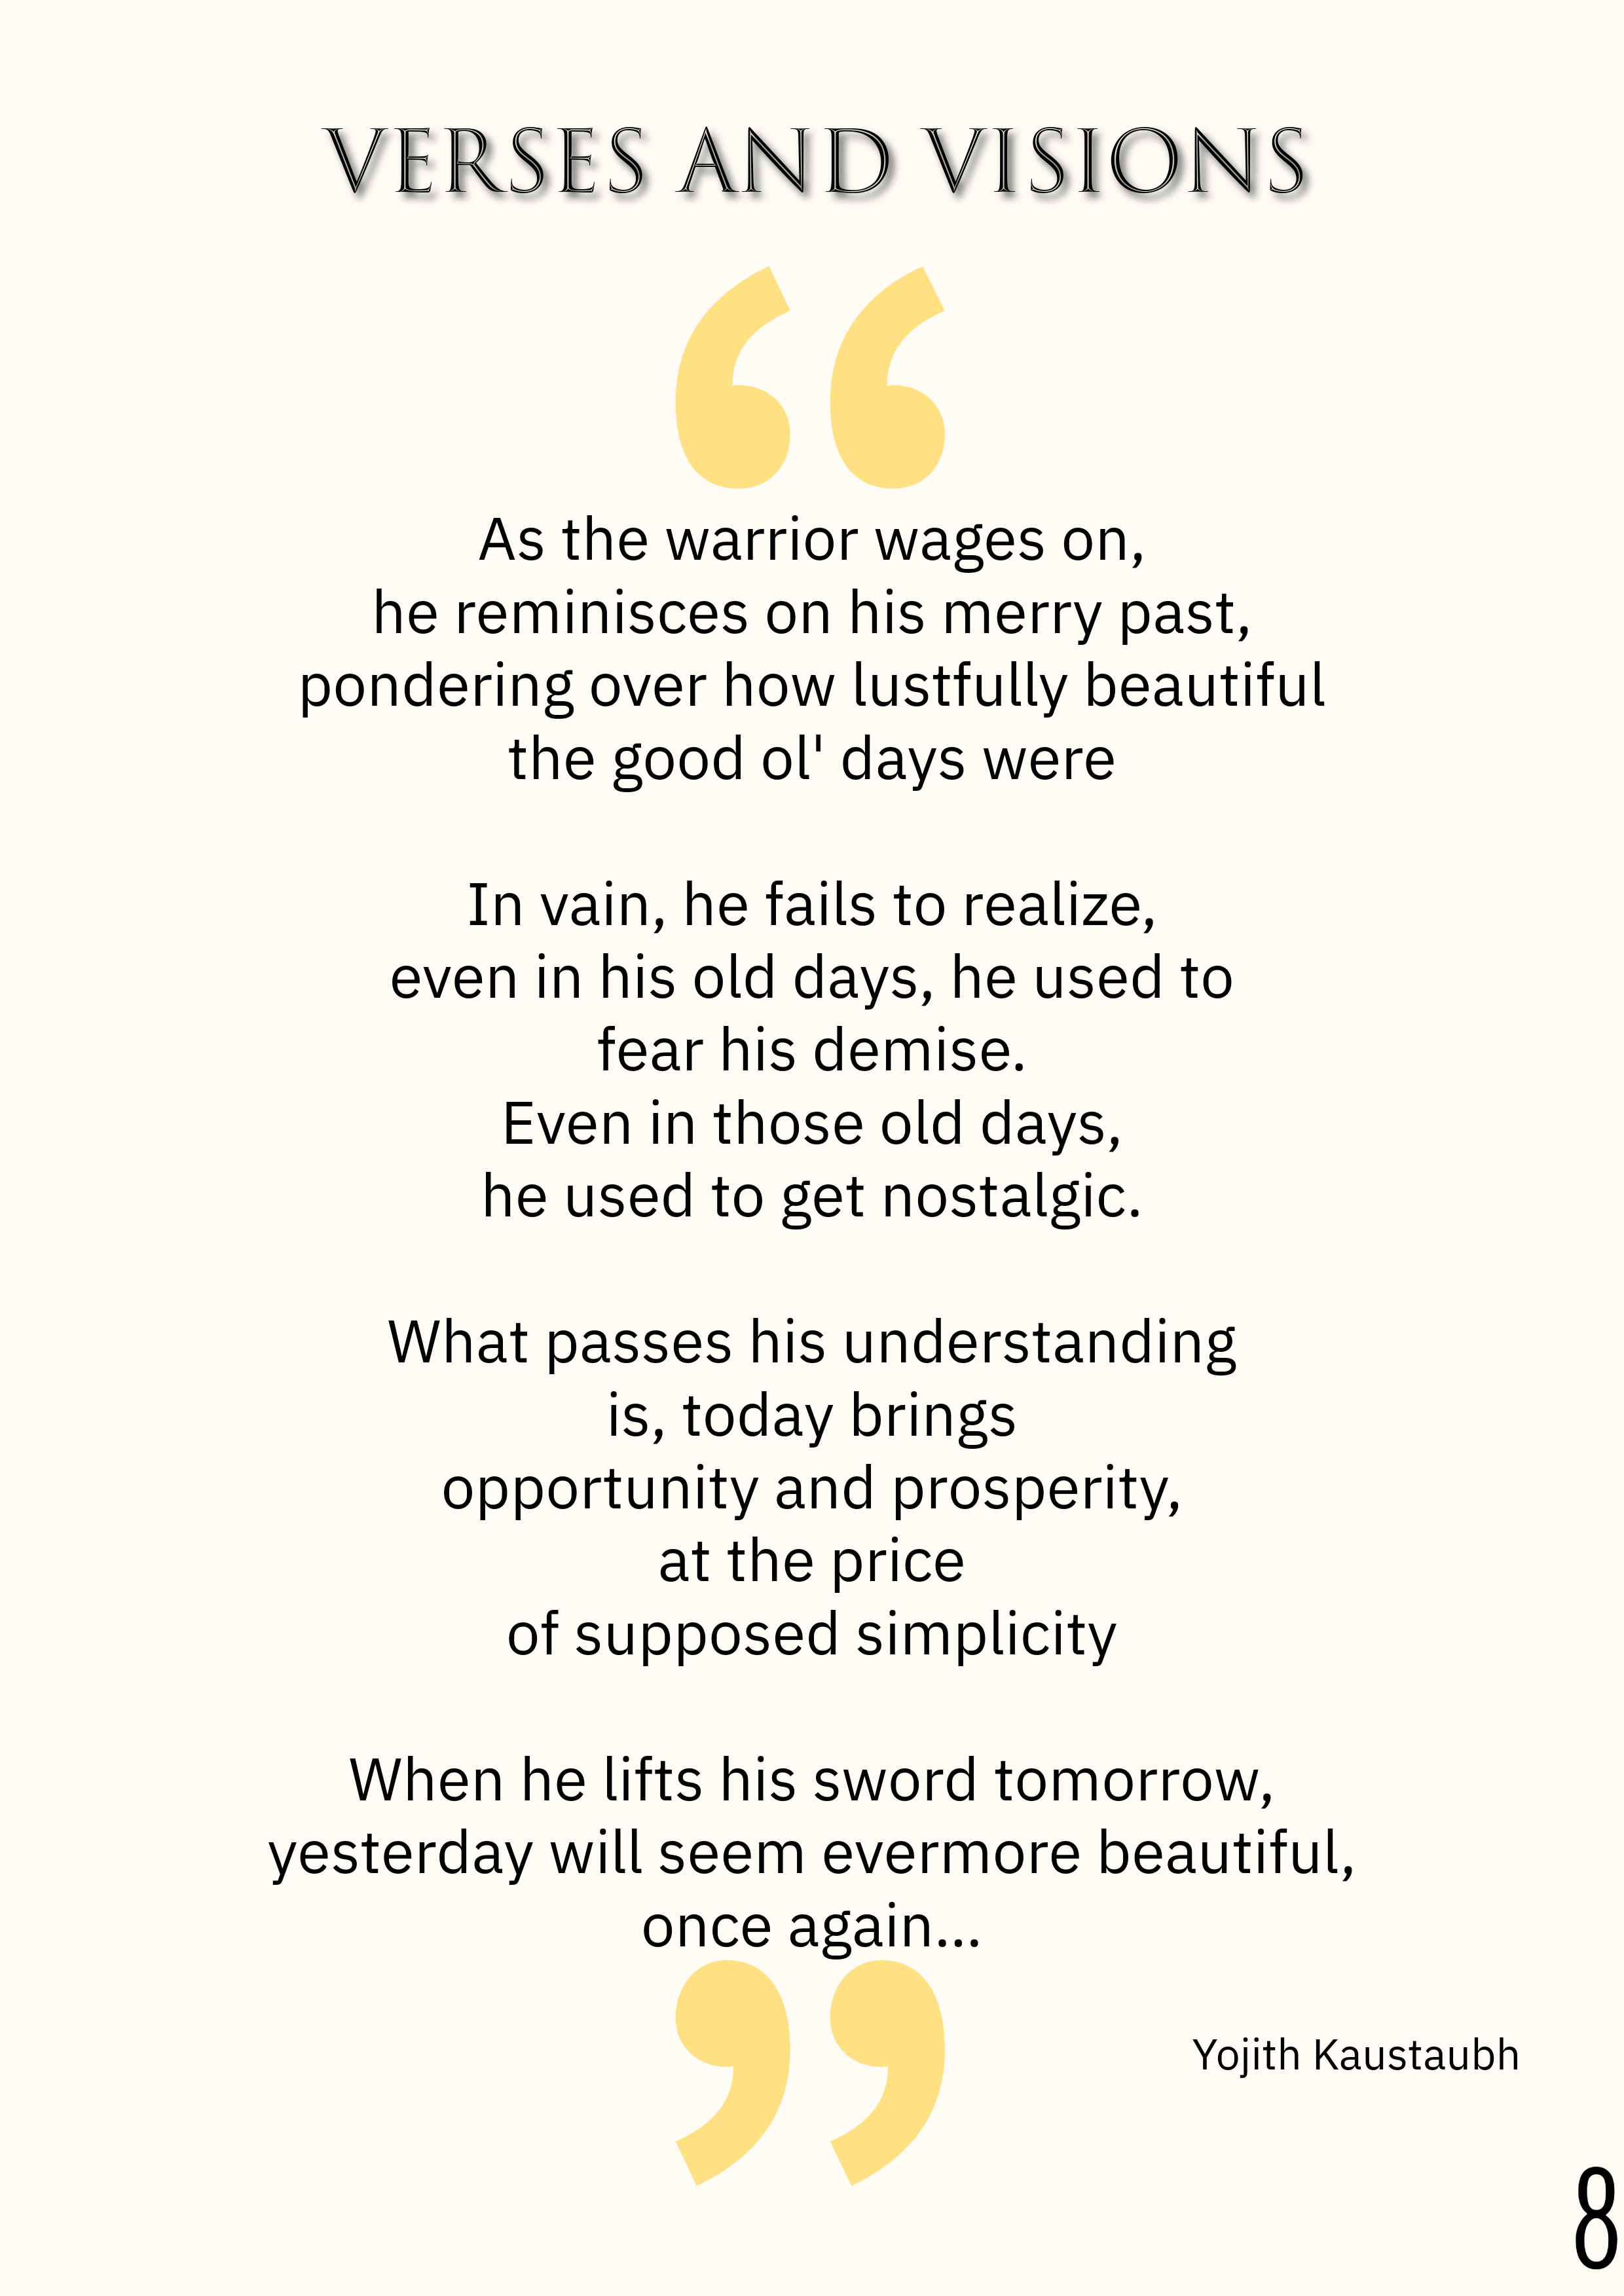 VERSES AND VISIONS
“
As the warrior wages on,
he reminisces on his merry past,
pondering over how lustfully beautiful
the good ol' days were
In vain, he fails to realize,
even in his old days, he used to
fear his demise.
Even in those old days,
he used to get nostalgic.
What passes his understanding
is, today brings
opportunity and prosperity,
at the price
of supposed simplicity
When he lifts his sword tomorrow,
yesterday will seem evermore beautiful,
once again...
”
Yojith Kaustaubh
8